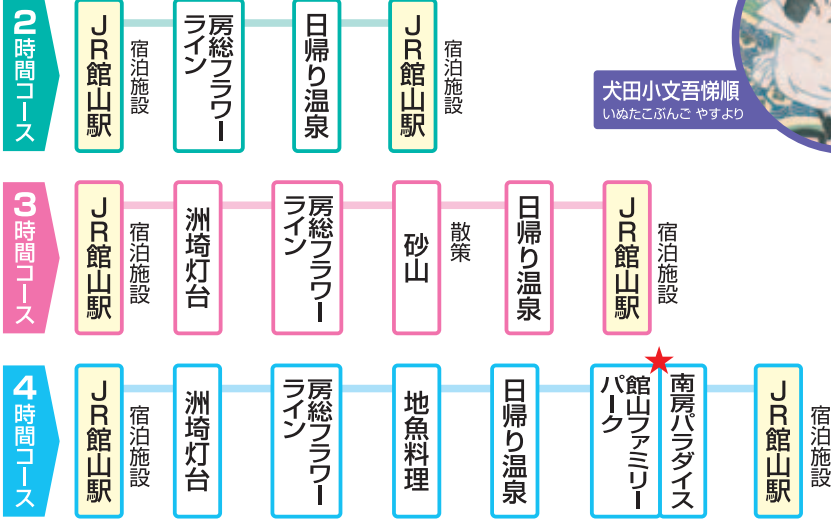 2時間コース
JR館山駅
宿泊施設
房総フラワー
ライン
日帰り温泉
JR館山駅
宿泊施設
犬田小文吾悌順
いぬたこぶんご やすより
3時間コース
JR館山駅
宿泊施設
洲埼灯台
房総フラワー
ライン
砂山
散策
日帰り温泉
JR館山駅
宿泊施設
4時間コース
JR館山駅
宿泊施設
洲埼灯台
房総フラワー
ライン
地魚料理
日帰り温泉
館山ファミリー
パーク
南房パラダイス
JR館山駅
宿泊施設